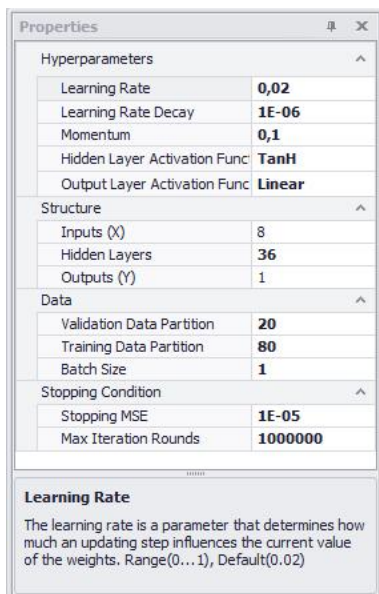 Properties
Hyperparameters
Learning Rate 0,02
Learning Rate Decay 1E-06
Momentum 0,1
Hidden Layer Activation Funct TanH
Output Layer Activation Func Linear
Structure
Inputs (X) 8
Hidden Layers 36
Outputs (Y) 1
Data
Validation Data Partition 20
Training Data Partition 80
Batch Size 1
Stopping Condition
Stopping MSE 1E-05
Max Iteration Rounds 1000000
Learning Rate
The learning rate is a parameter that determines how
much an updating step influences the current value
of the weights. Range(0...1), Default(0.02)